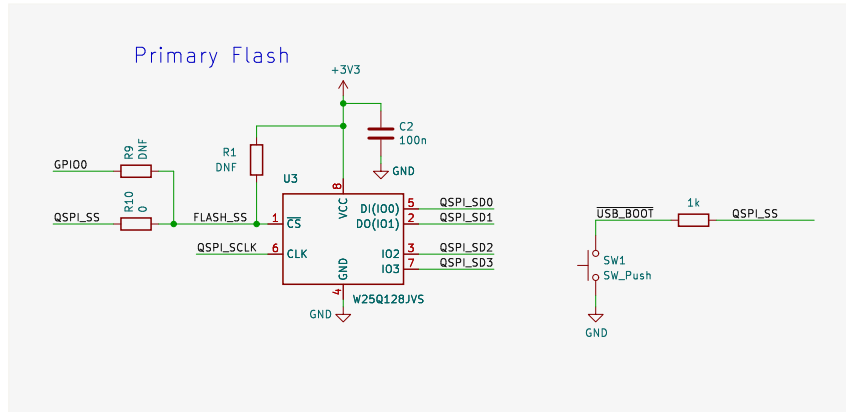 Primary Flash
+3V3
C2
100n
GND
R9
DNF
GPIO0
R10
0
QSPI_SS
FLASH_SS
R1
DNF
U3
8
VCC
1
CS
6
CLK
QSPI_SCLK
DI(IO0)
5
QSPI_SD0
DO(IO1)
2
QSPI_SD1
IO2
3
QSPI_SD2
IO3
7
QSPI_SD3
GND
4
W25Q128JVS
GND
USB_BOOT
1k
QSPI_SS
SW1
SW_Push
GND